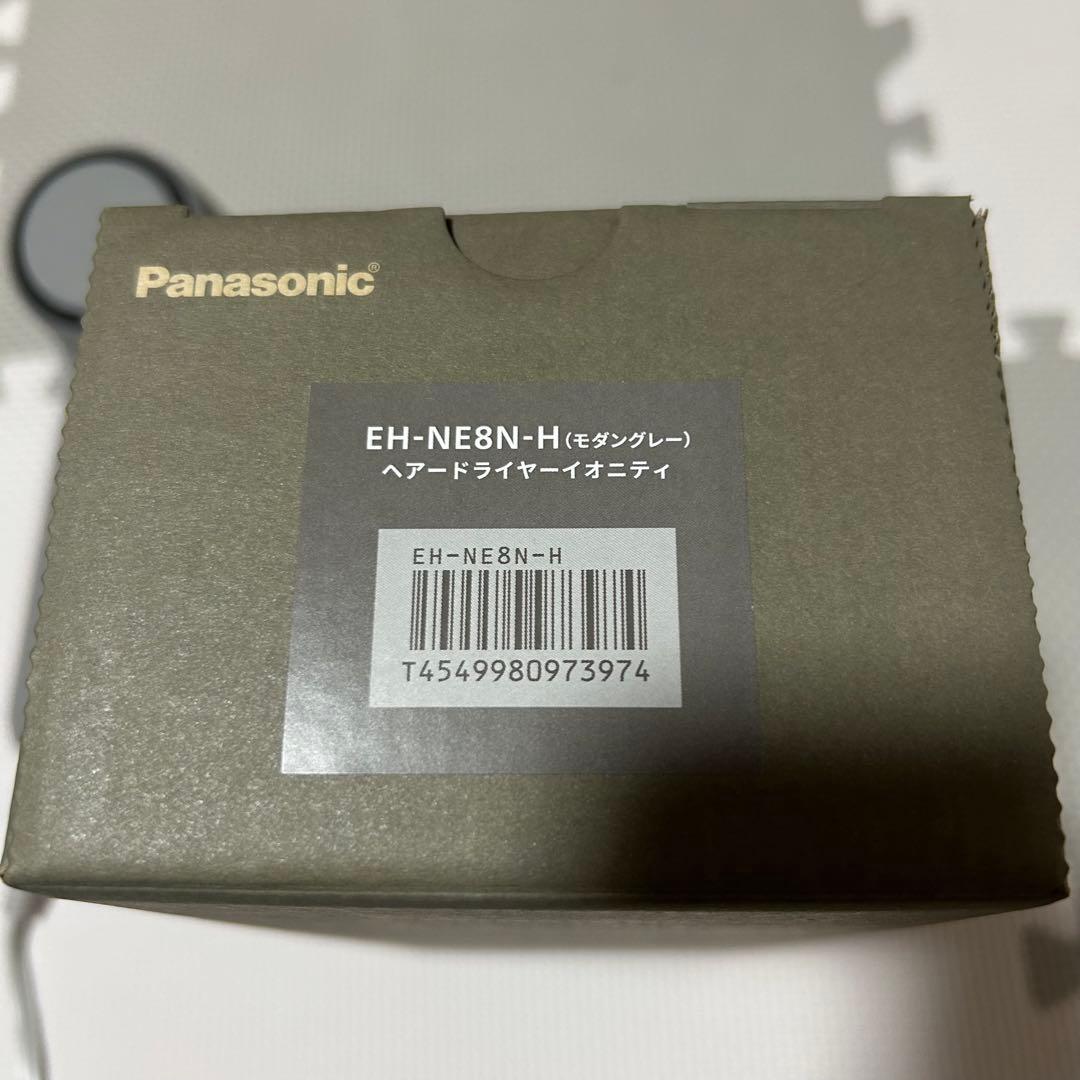 Panasonic®
EH-NE8N-H(モダングレー)
ヘアードライヤーイオニティ
EH-NE8N-H
T4549980973974